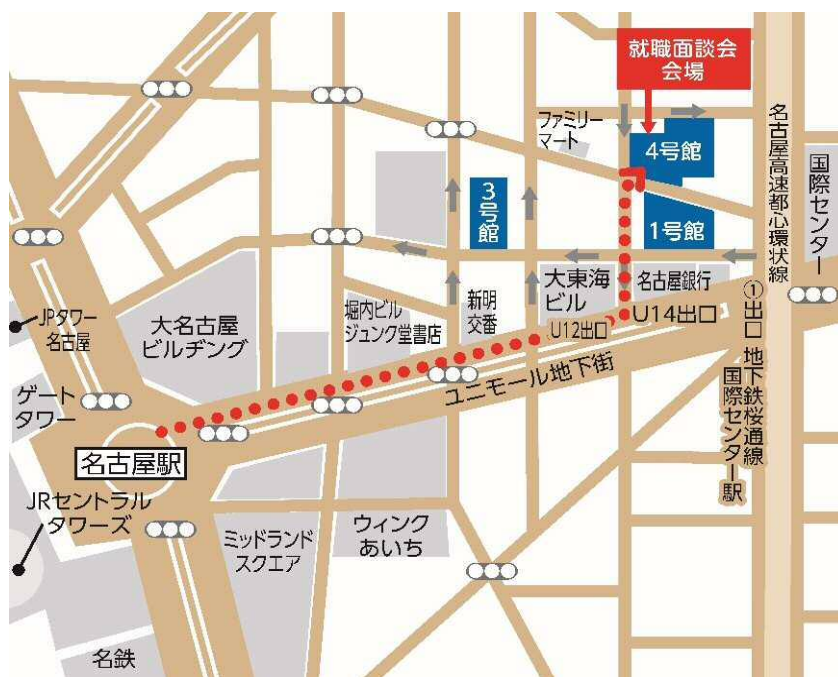 就職面談会
会場
ファミリー
マート
4号館
1号館
3号館
名古屋高速都心環状線
国際センター
JPタワー
名古屋
大名古屋
ビルヂング
堀内ビル
ジュンク堂書店
新明
交番
大東海
ビル
U12出口
名古屋銀行
U14出口
①出口 地下鉄桜通線
国際センター駅
ゲート
タワー
ユニモール地下街
名古屋駅
JRセントラル
タワーズ
ミッドランド
スクエア
ウィンク
あいち
名鉄